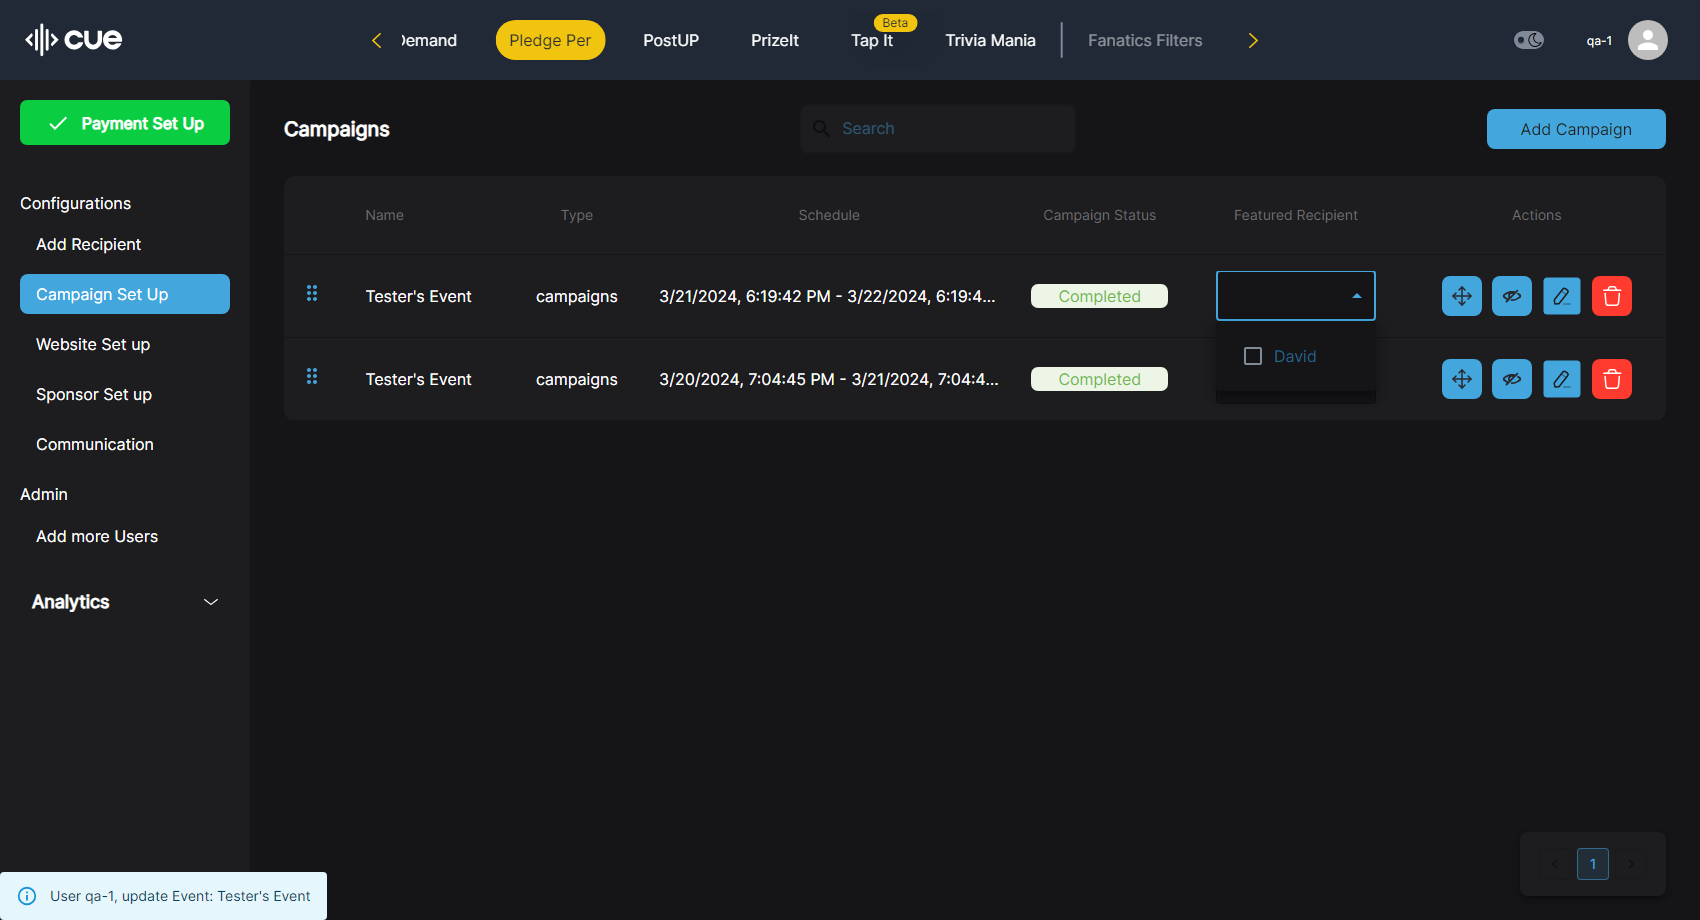 cue
Demand
Pledge Per
PostUP
PrizeIt
Beta
Tap It
Trivia Mania
Fanatics Filters
qa-1
Payment Set Up
Configurations
Add Recipient
Campaign Set Up
Website Set up
Sponsor Set up
Communication
Admin
Add more Users
Analytics
Campaigns
Search
Add Campaign
Name Type Schedule Campaign Status Featured Recipient Actions
Tester's Event campaigns 3/21/2024, 6:19:42 PM - 3/22/2024, 6:19:4... Completed
David
Tester's Event campaigns 3/20/2024, 7:04:45 PM - 3/21/2024, 7:04:4... Completed
1
User qa-1, update Event: Tester's Event